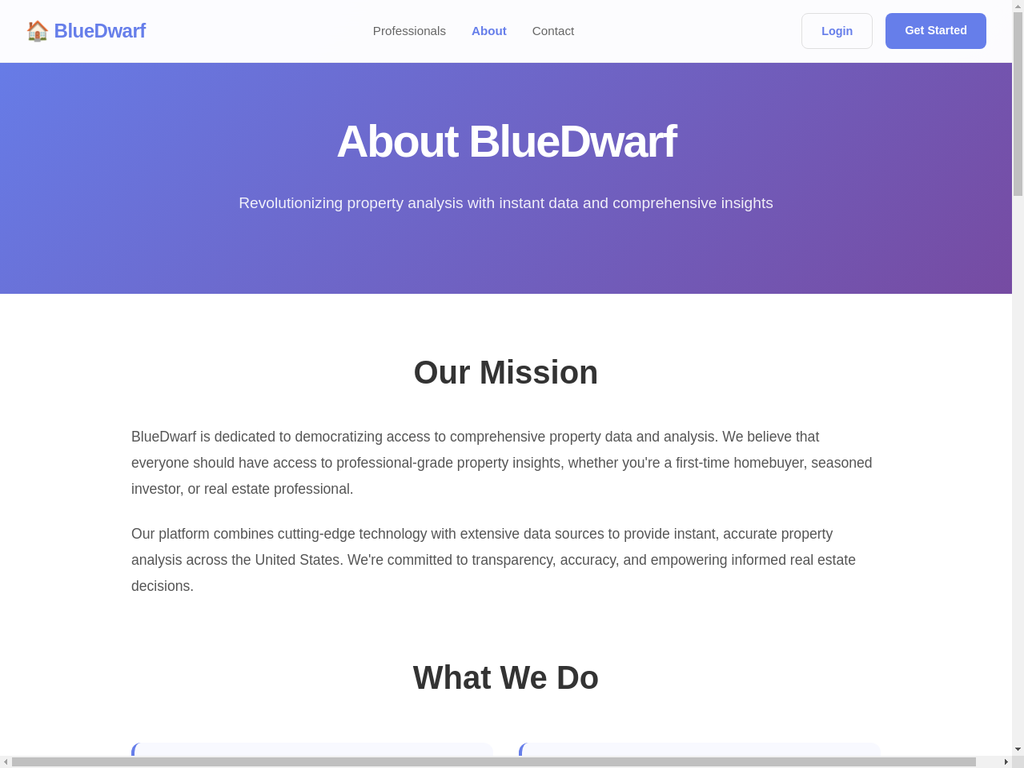 BlueDwarf
Professionals
About
Contact
Login
Get Started
About BlueDwarf
Revolutionizing property analysis with instant data and comprehensive insights
Our Mission
BlueDwarf is dedicated to democratizing access to comprehensive property data and analysis. We believe that
everyone should have access to professional-grade property insights, whether you're a first-time homebuyer, seasoned
investor, or real estate professional.
Our platform combines cutting-edge technology with extensive data sources to provide instant, accurate property
analysis across the United States. We're committed to transparency, accuracy, and empowering informed real estate
decisions.
What We Do